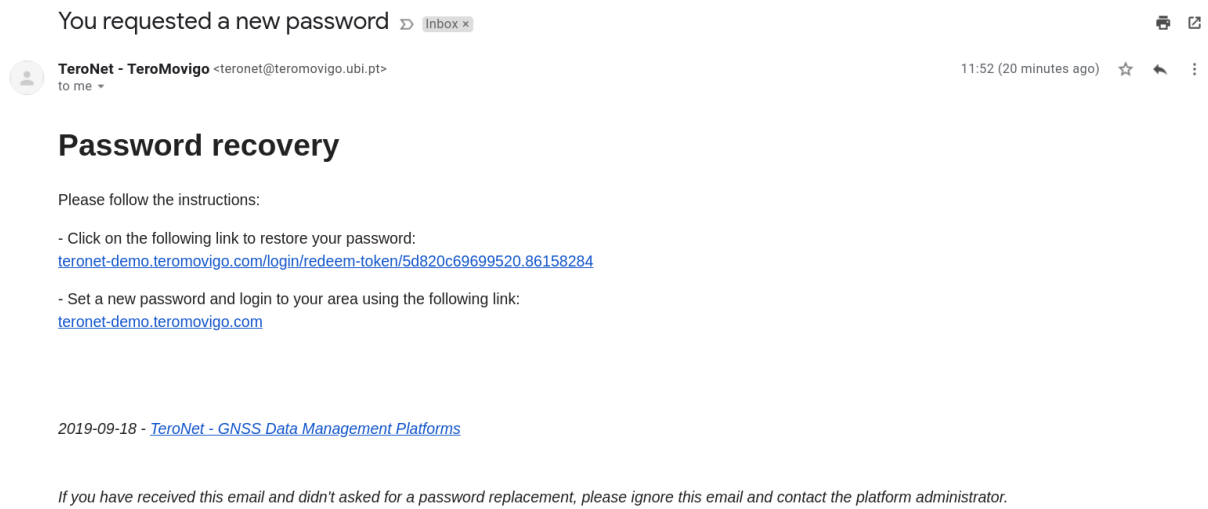 You requested a new password Inbox ×
TeroNet - TeroMovigo <teronet@teromovigo.ubi.pt> 11:52 (20 minutes ago)
to me
Password recovery
Please follow the instructions:
- Click on the following link to restore your password:
teronet-demo.teromovigo.com/login/redeem-token/5d820c69699520.86158284
- Set a new password and login to your area using the following link:
teronet-demo.teromovigo.com
2019-09-18 - TeroNet - GNSS Data Management Platforms
If you have received this email and didn't asked for a password replacement, please ignore this email and contact the platform administrator.